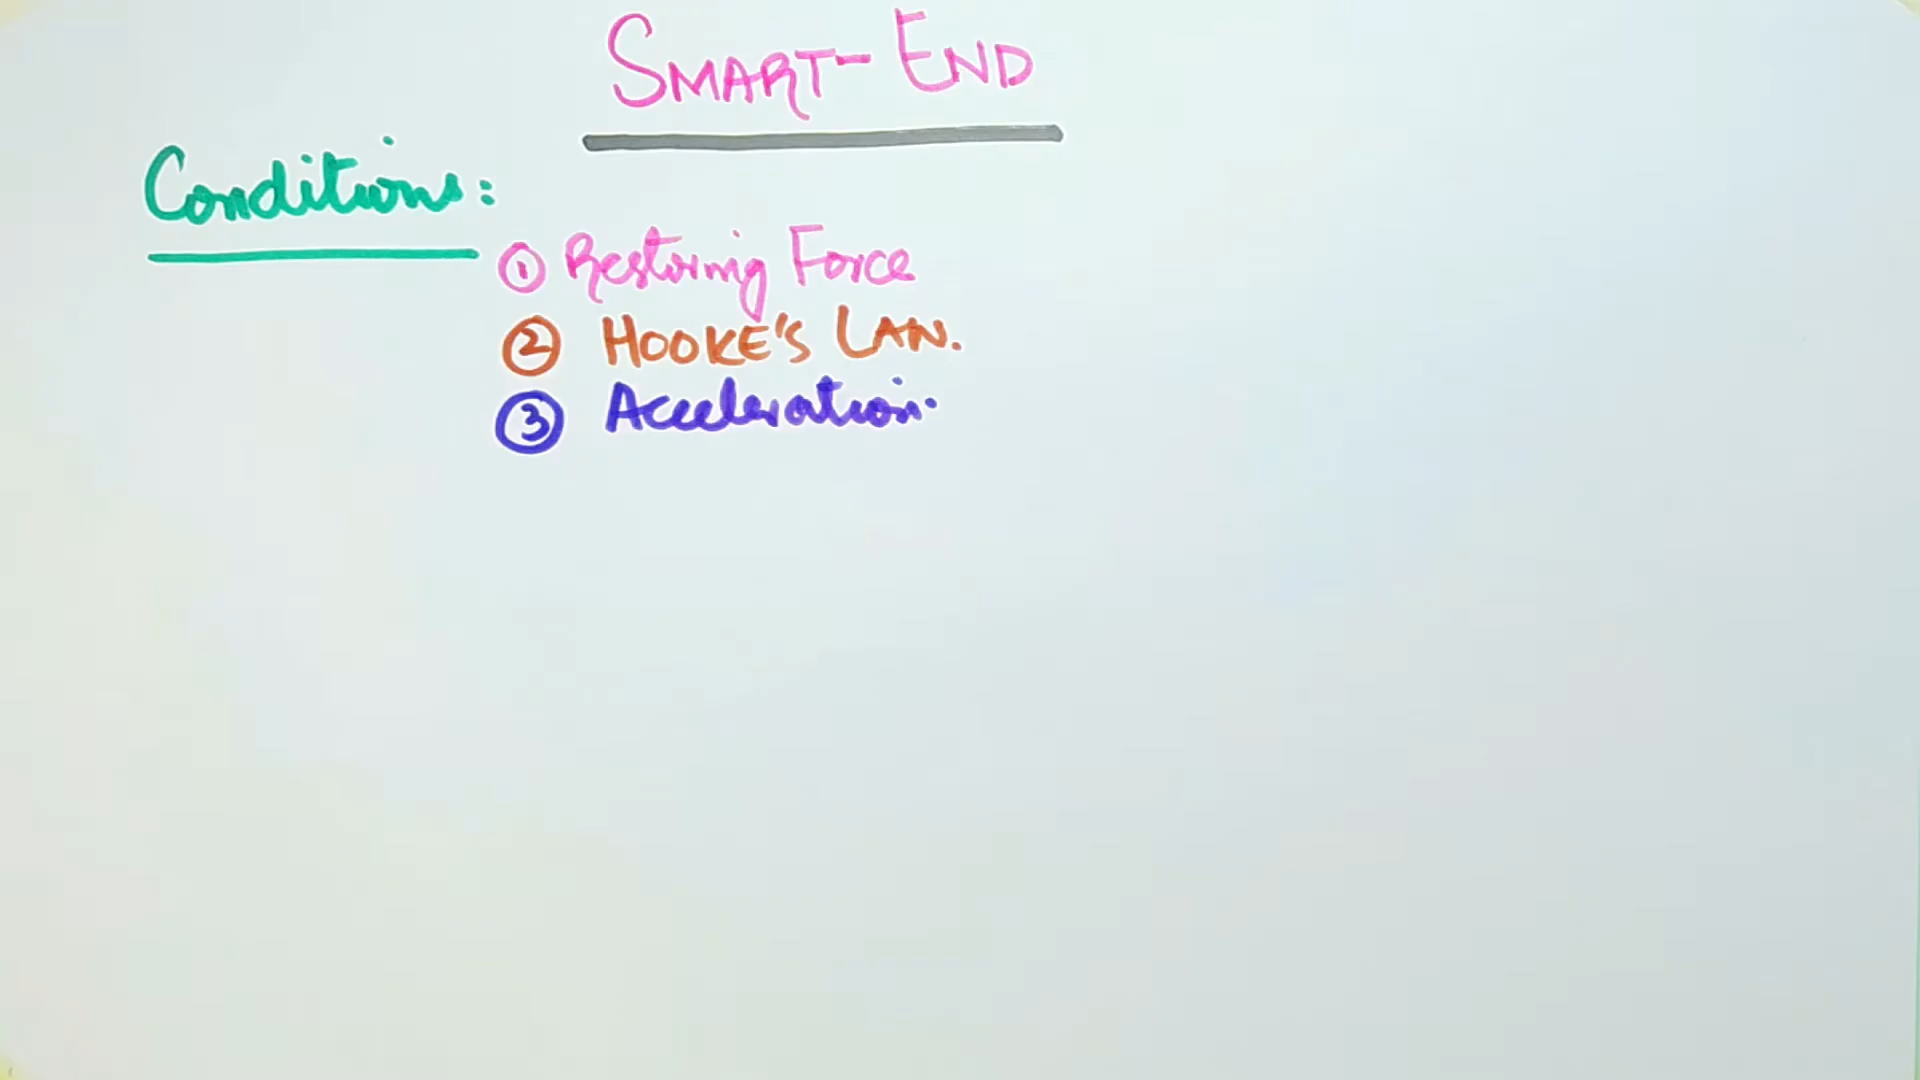 SMART-END
Conditions:
① Restoring Force
② HOOKE'S LAW.
③ Acceleration.